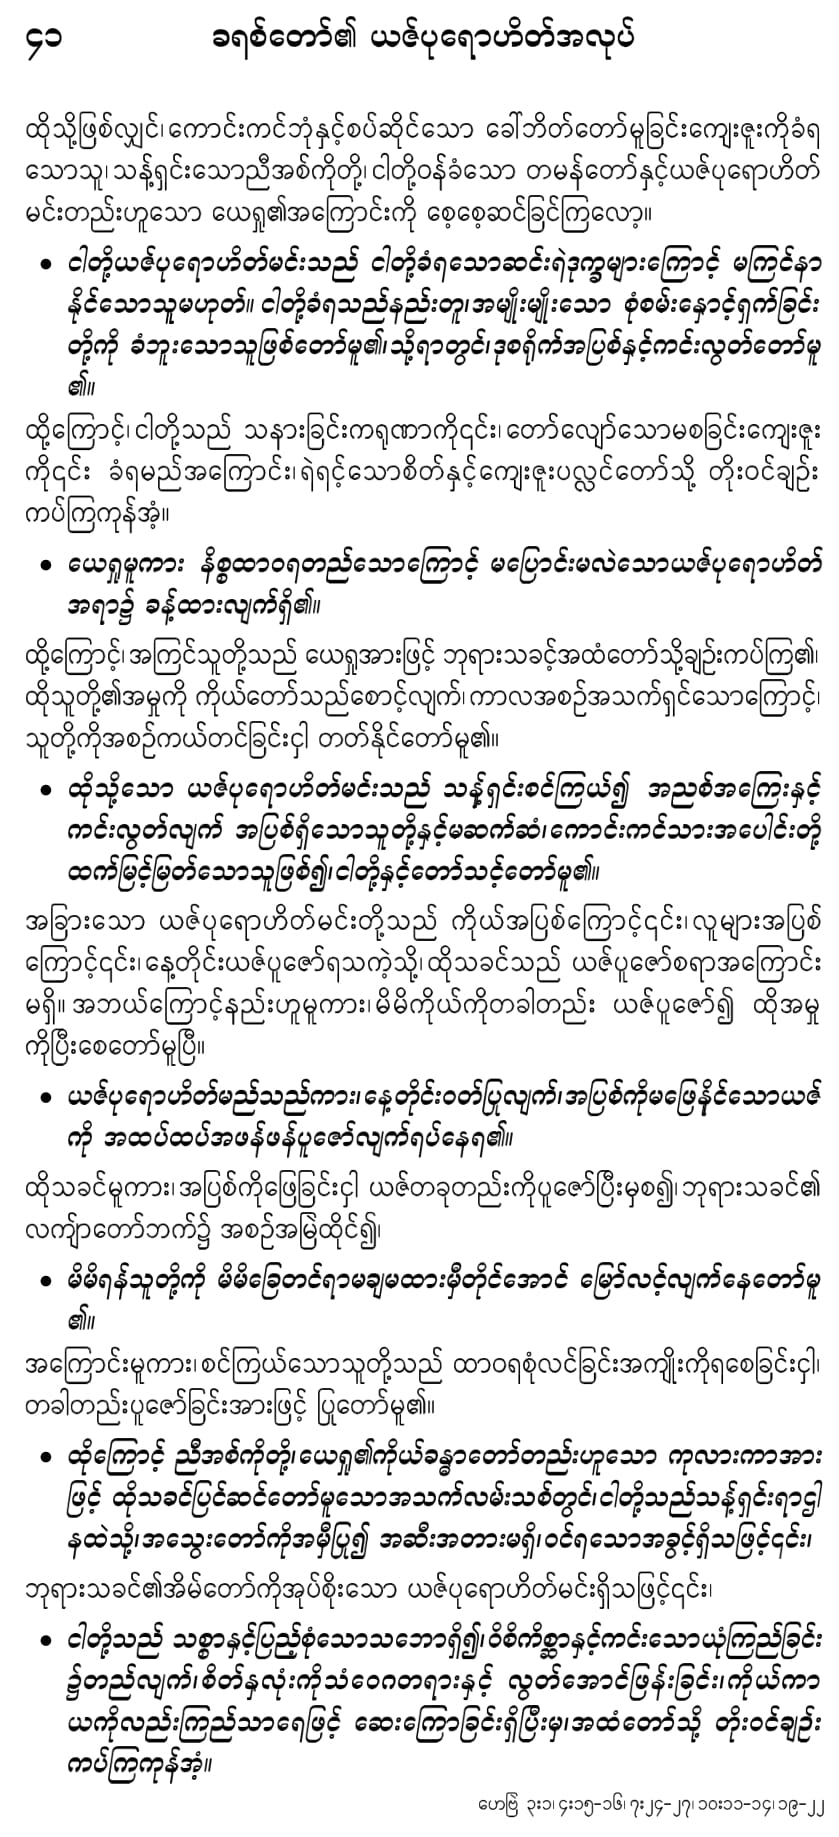 ၄၁ ခရစ်တော်၏ ယဇ်ပုရောဟိတ်အလုပ်
ထိုသို့ဖြစ်လျှင်၊ ကောင်းကင်ဘုံနှင့်စပ်ဆိုင်သော ခေါ်ဘိတ်တော်မူခြင်းကျေးဇူးကိုခံရ
သောသူ၊ သန့်ရှင်းသောညီအစ်ကိုတို့၊ ငါတို့ဝန်ခံသော တမန်တော်နှင့်ယဇ်ပုရောဟိတ်
မင်းတည်းဟူသော ယေရှု၏အကြောင်းကို စေ့စေ့ဆင်ခြင်ကြလော့။
• ငါတို့ယဇ်ပုရောဟိတ်မင်းသည် ငါတို့ခံရသောဆင်းရဲဒုက္ခများကြောင့် မကြင်နာ
နိုင်သောသူမဟုတ်။ ငါတို့ခံရသည်နည်းတူ၊ အမျိုးမျိုးသော စုံစမ်းနှောင့်ရှက်ခြင်း
တို့ကို ခံဘူးသောသူဖြစ်တော်မူ၏၊ သို့ရာတွင်၊ ဒုစရိုက်အပြစ်နှင့်ကင်းလွတ်တော်မူ
၏။
ထို့ကြောင့်၊ ငါတို့သည် သနားခြင်းကရုဏာကို၎င်း၊ တော်လျော်သောမစခြင်းကျေးဇူး
ကို၎င်း ခံရမည်အကြောင်း၊ ရဲရင့်သောစိတ်နှင့်ကျေးဇူးပလ္လင်တော်သို့ တိုးဝင်ချဉ်း
ကပ်ကြကုန်အံ့။
• ယေရှုမူကား နိစ္စထာဝရတည်သောကြောင့် မပြောင်းမလဲသောယဇ်ပုရောဟိတ်
အရာ၌ ခန့်ထားလျက်ရှိ၏။
ထို့ကြောင့်၊ အကြင်သူတို့သည် ယေရှုအားဖြင့် ဘုရားသခင့်အထံတော်သို့ချဉ်းကပ်ကြ၏၊
ထိုသူတို့၏အမှုကို ကိုယ်တော်သည်စောင့်လျက်၊ ကာလအစဉ်အသက်ရှင်သောကြောင့်၊
သူတို့ကိုအစဉ်ကယ်တင်ခြင်းငှါ တတ်နိုင်တော်မူ၏။
• ထိုသို့သော ယဇ်ပုရောဟိတ်မင်းသည် သန့်ရှင်းစင်ကြယ်၍ အညစ်အကြေးနှင့်
ကင်းလွတ်လျက် အပြစ်ရှိသောသူတို့နှင့်မဆက်ဆံ၊ ကောင်းကင်သားအပေါင်းတို့
ထက်မြင့်မြတ်သောသူဖြစ်၍၊ ငါတို့နှင့်တော်သင့်တော်မူ၏။
အခြားသော ယဇ်ပုရောဟိတ်မင်းတို့သည် ကိုယ်အပြစ်ကြောင့်၎င်း၊ လူများအပြစ်
ကြောင့်၎င်း၊ နေ့တိုင်းယဇ်ပူဇော်ရသကဲ့သို့၊ ထိုသခင်သည် ယဇ်ပူဇော်စရာအကြောင်း
မရှိ။ အဘယ်ကြောင့်နည်းဟူမူကား၊ မိမိကိုယ်ကိုတခါတည်း ယဇ်ပူဇော်၍ ထိုအမှု
ကိုပြီးစေတော်မူပြီ။
• ယဇ်ပုရောဟိတ်မည်သည်ကား၊ နေ့တိုင်းဝတ်ပြုလျက်၊ အပြစ်ကိုမဖြေနိုင်သောယဇ်
ကို အထပ်ထပ်အဖန်ဖန်ပူဇော်လျက်ရပ်နေရ၏။
ထိုသခင်မူကား၊ အပြစ်ကိုဖြေခြင်းငှါ ယဇ်တခုတည်းကိုပူဇော်ပြီးမှစ၍၊ ဘုရားသခင်၏
လက်ျာတော်ဘက်၌ အစဉ်အမြဲထိုင်၍၊
• မိမိရန်သူတို့ကို မိမိခြေတင်ရာမချမထားမှီတိုင်အောင် မြော်လင့်လျက်နေတော်မူ
၏။
အကြောင်းမူကား၊ စင်ကြယ်သောသူတို့သည် ထာဝရစုံလင်ခြင်းအကျိုးကိုရစေခြင်းငှါ၊
တခါတည်းပူဇော်ခြင်းအားဖြင့် ပြုတော်မူ၏။
• ထိုကြောင့် ညီအစ်ကိုတို့၊ ယေရှု၏ကိုယ်ခန္ဓာတော်တည်းဟူသော ကုလားကာအား
ဖြင့် ထိုသခင်ပြင်ဆင်တော်မူသောအသက်လမ်းသစ်တွင်၊ ငါတို့သည်သန့်ရှင်းရာဌါ
နထဲသို့၊ အသွေးတော်ကိုအမှီပြု၍ အဆီးအတားမရှိ၊ ဝင်ရသောအခွင့်ရှိသဖြင့်၎င်း၊
ဘုရားသခင်၏အိမ်တော်ကိုအုပ်စိုးသော ယဇ်ပုရောဟိတ်မင်းရှိသဖြင့်၎င်း၊
• ငါတို့သည် သစ္စာနှင့်ပြည့်စုံသောသဘောရှိ၍၊ ဝိစိကိစ္ဆာနှင့်ကင်းသောယုံကြည်ခြင်း
၌တည်လျက်၊ စိတ်နှလုံးကိုသံဝေဂတရားနှင့် လွတ်အောင်ဖြန်းခြင်း၊ ကိုယ်ကာ
ယကိုလည်းကြည်သာရေဖြင့် ဆေးကြောခြင်းရှိပြီးမှ၊ အထံတော်သို့ တိုးဝင်ချဉ်း
ကပ်ကြကုန်အံ့။
ဟေဗြဲ ၃း၁၊ ၄း၁၅-၁၆၊ ၇း၂၄-၂၇၊ ၁၀း၁၁-၁၄၊ ၁၉-၂၂